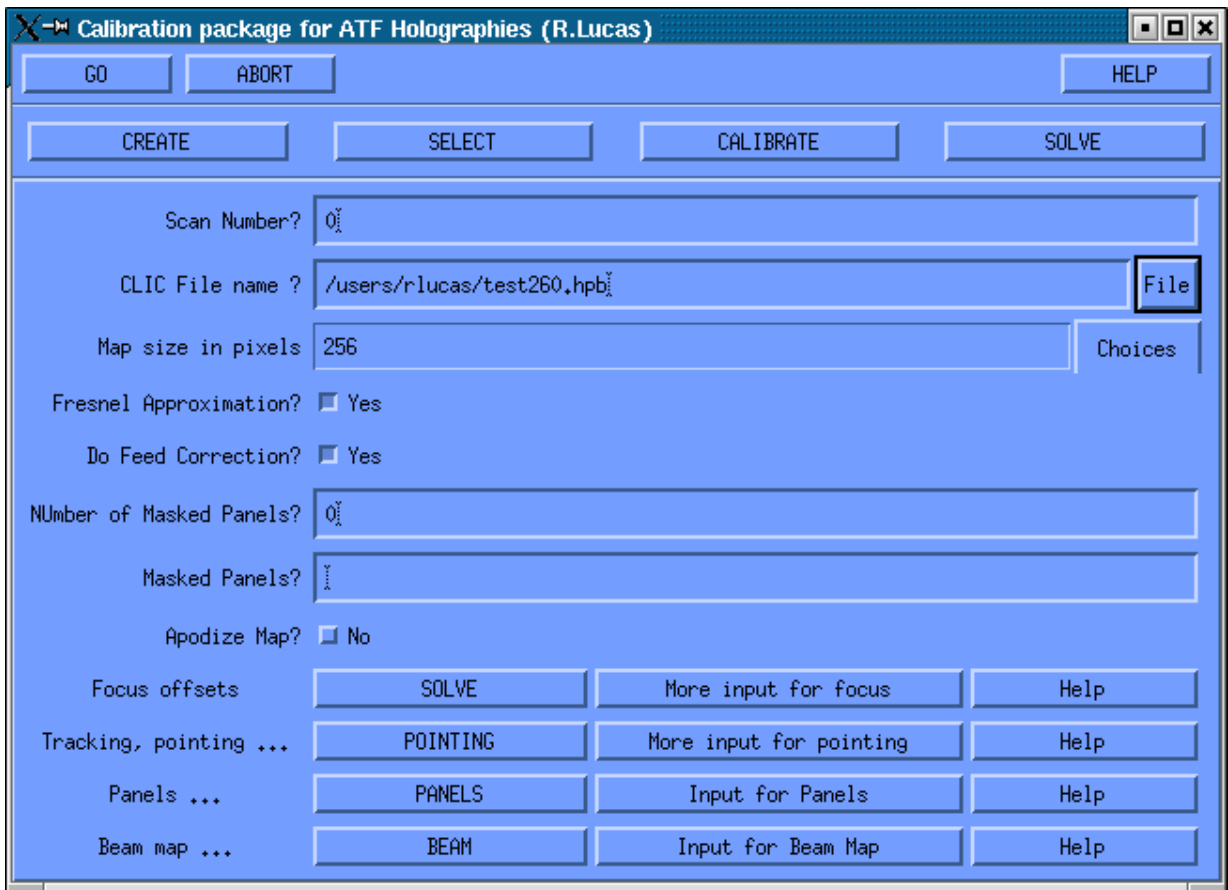 Calibration package for ATF Holographies (R.Lucas)
GO ABORT HELP
CREATE SELECT CALIBRATE SOLVE
Scan Number? 0
CLIC File name ? /users/rlucas/test260.hpb File
Map size in pixels 256 Choices
Fresnel Approximation? Yes
Do Feed Correction? Yes
NUmber of Masked Panels? 0
Masked Panels?
Apodize Map? No
Focus offsets SOLVE More input for focus Help
Tracking, pointing ... POINTING More input for pointing Help
Panels ... PANELS Input for Panels Help
Beam map ... BEAM Input for Beam Map Help